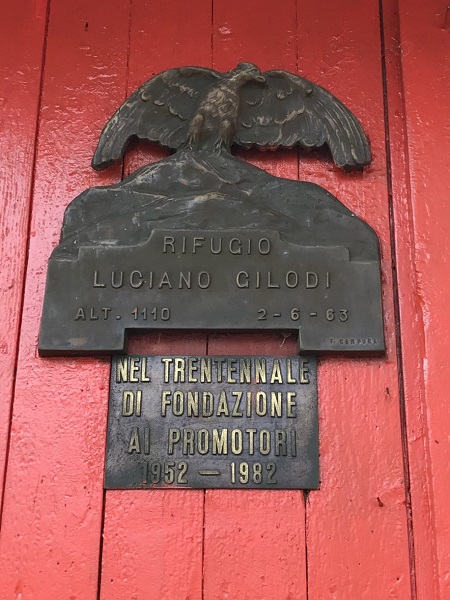 RIFUGIO
LUCIANO GILODI
ALT. 1110 2-6-63
NEL TRENTENNALE
DI FONDAZIONE
AI PROMOTORI
1952 - 1982